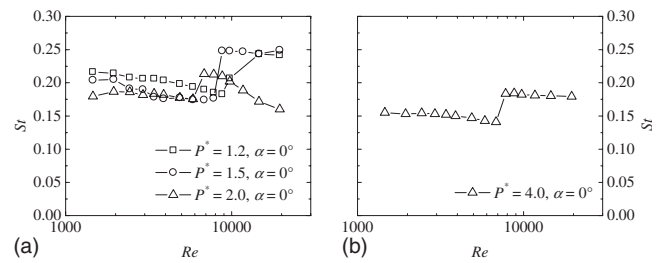 0.30
0.25
0.20
0.15
0.10
0.05
0.00
St
P* = 1.2, α = 0°
P* = 1.5, α = 0°
P* = 2.0, α = 0°
1000
10000
Re
(a)
P* = 4.0, α = 0°
1000
10000
Re
(b)
0.30
0.25
0.20
0.15
0.10
0.05
0.00
St